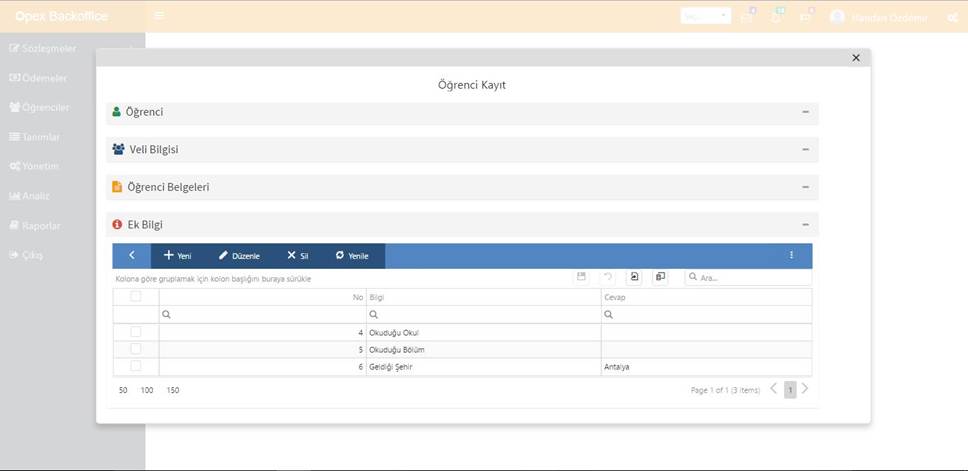 Opex Backoffice
Handan Özdemir
Sözleşmeler
Ödemeler
Öğrenciler
Tanımlar
Yönetim
Analiz
Raporlar
Çıkış
Öğrenci Kayıt
Öğrenci
Veli Bilgisi
Öğrenci Belgeleri
Ek Bilgi
Yeni Düzenle Sil Yenile
Kolona göre gruplamak için kolon başlığını buraya sürükle Ara...
No Bilgi Cevap
4 Okuduğu Okul
5 Okuduğu Bölüm
6 Geldiği Şehir Antalya
50 100 150 Page 1 of 1 (3 items) 1